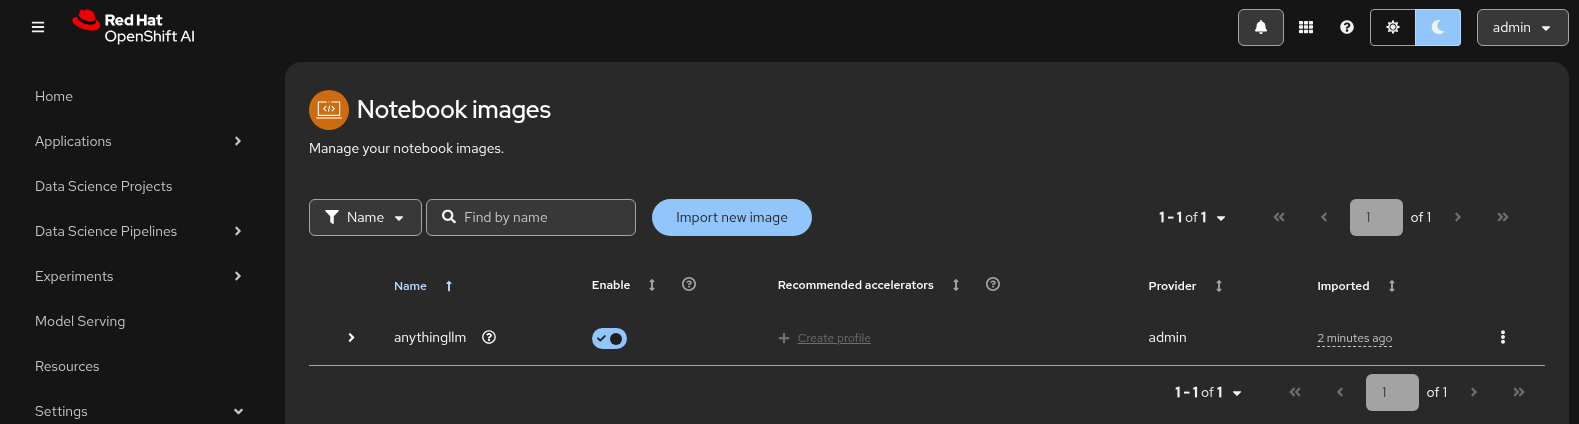 Red Hat
OpenShift AI
admin
Home
Applications
Data Science Projects
Data Science Pipelines
Experiments
Model Serving
Resources
Settings
Notebook images
Manage your notebook images.
Name
Find by name
Import new image
1 - 1 of 1
1
of 1
Name
Enable
Recommended accelerators
Provider
Imported
anythingllm
Create profile
admin
2 minutes ago
1 - 1 of 1
1
of 1